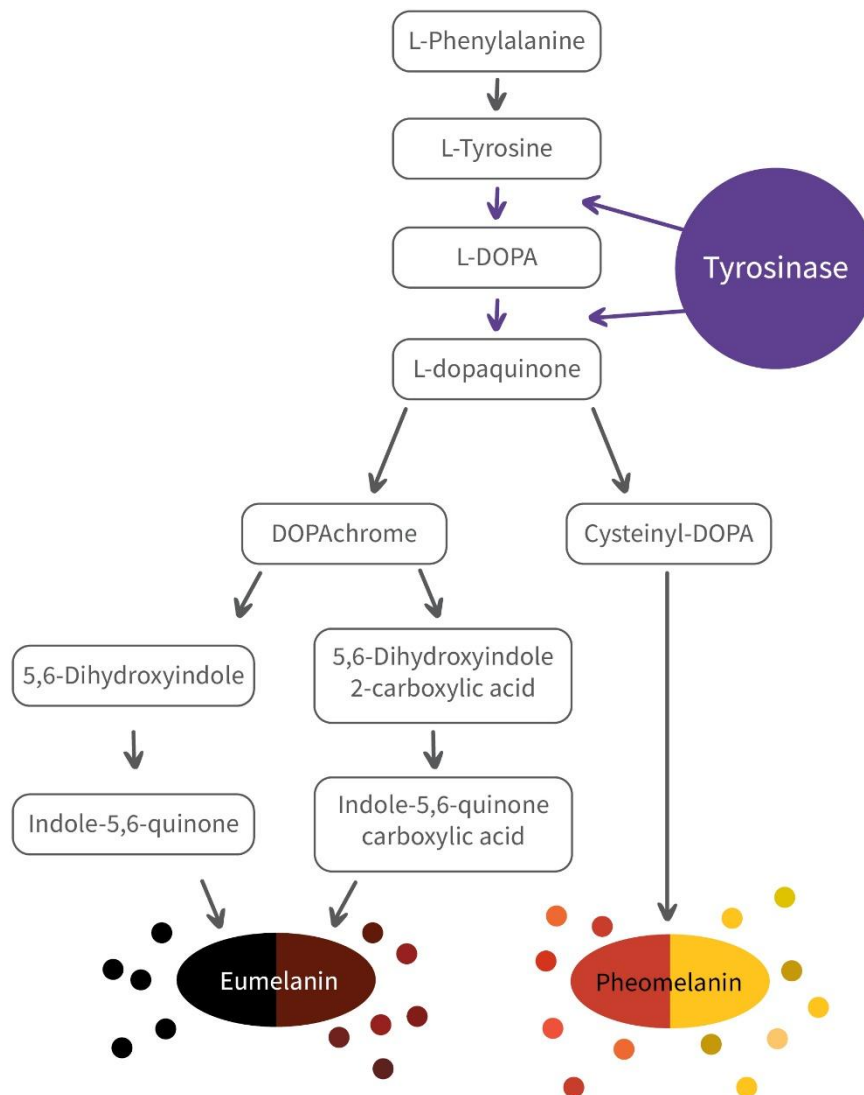 L-Phenylalanine
L-Tyrosine
Tyrosinase
L-DOPA
L-dopaquinone
DOPAchrome
Cysteinyl-DOPA
5,6-Dihydroxyindole
5,6-Dihydroxyindole
2-carboxylic acid
Indole-5,6-quinone
Indole-5,6-quinone
carboxylic acid
Eumelanin
Pheomelanin